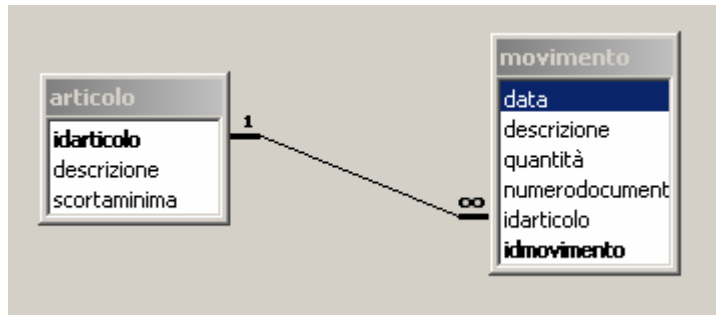 articolo
idarticolo
descrizione
scortaminima
1
∞
movimento
data
descrizione
quantità
numerodocument
idarticolo
idmovimento